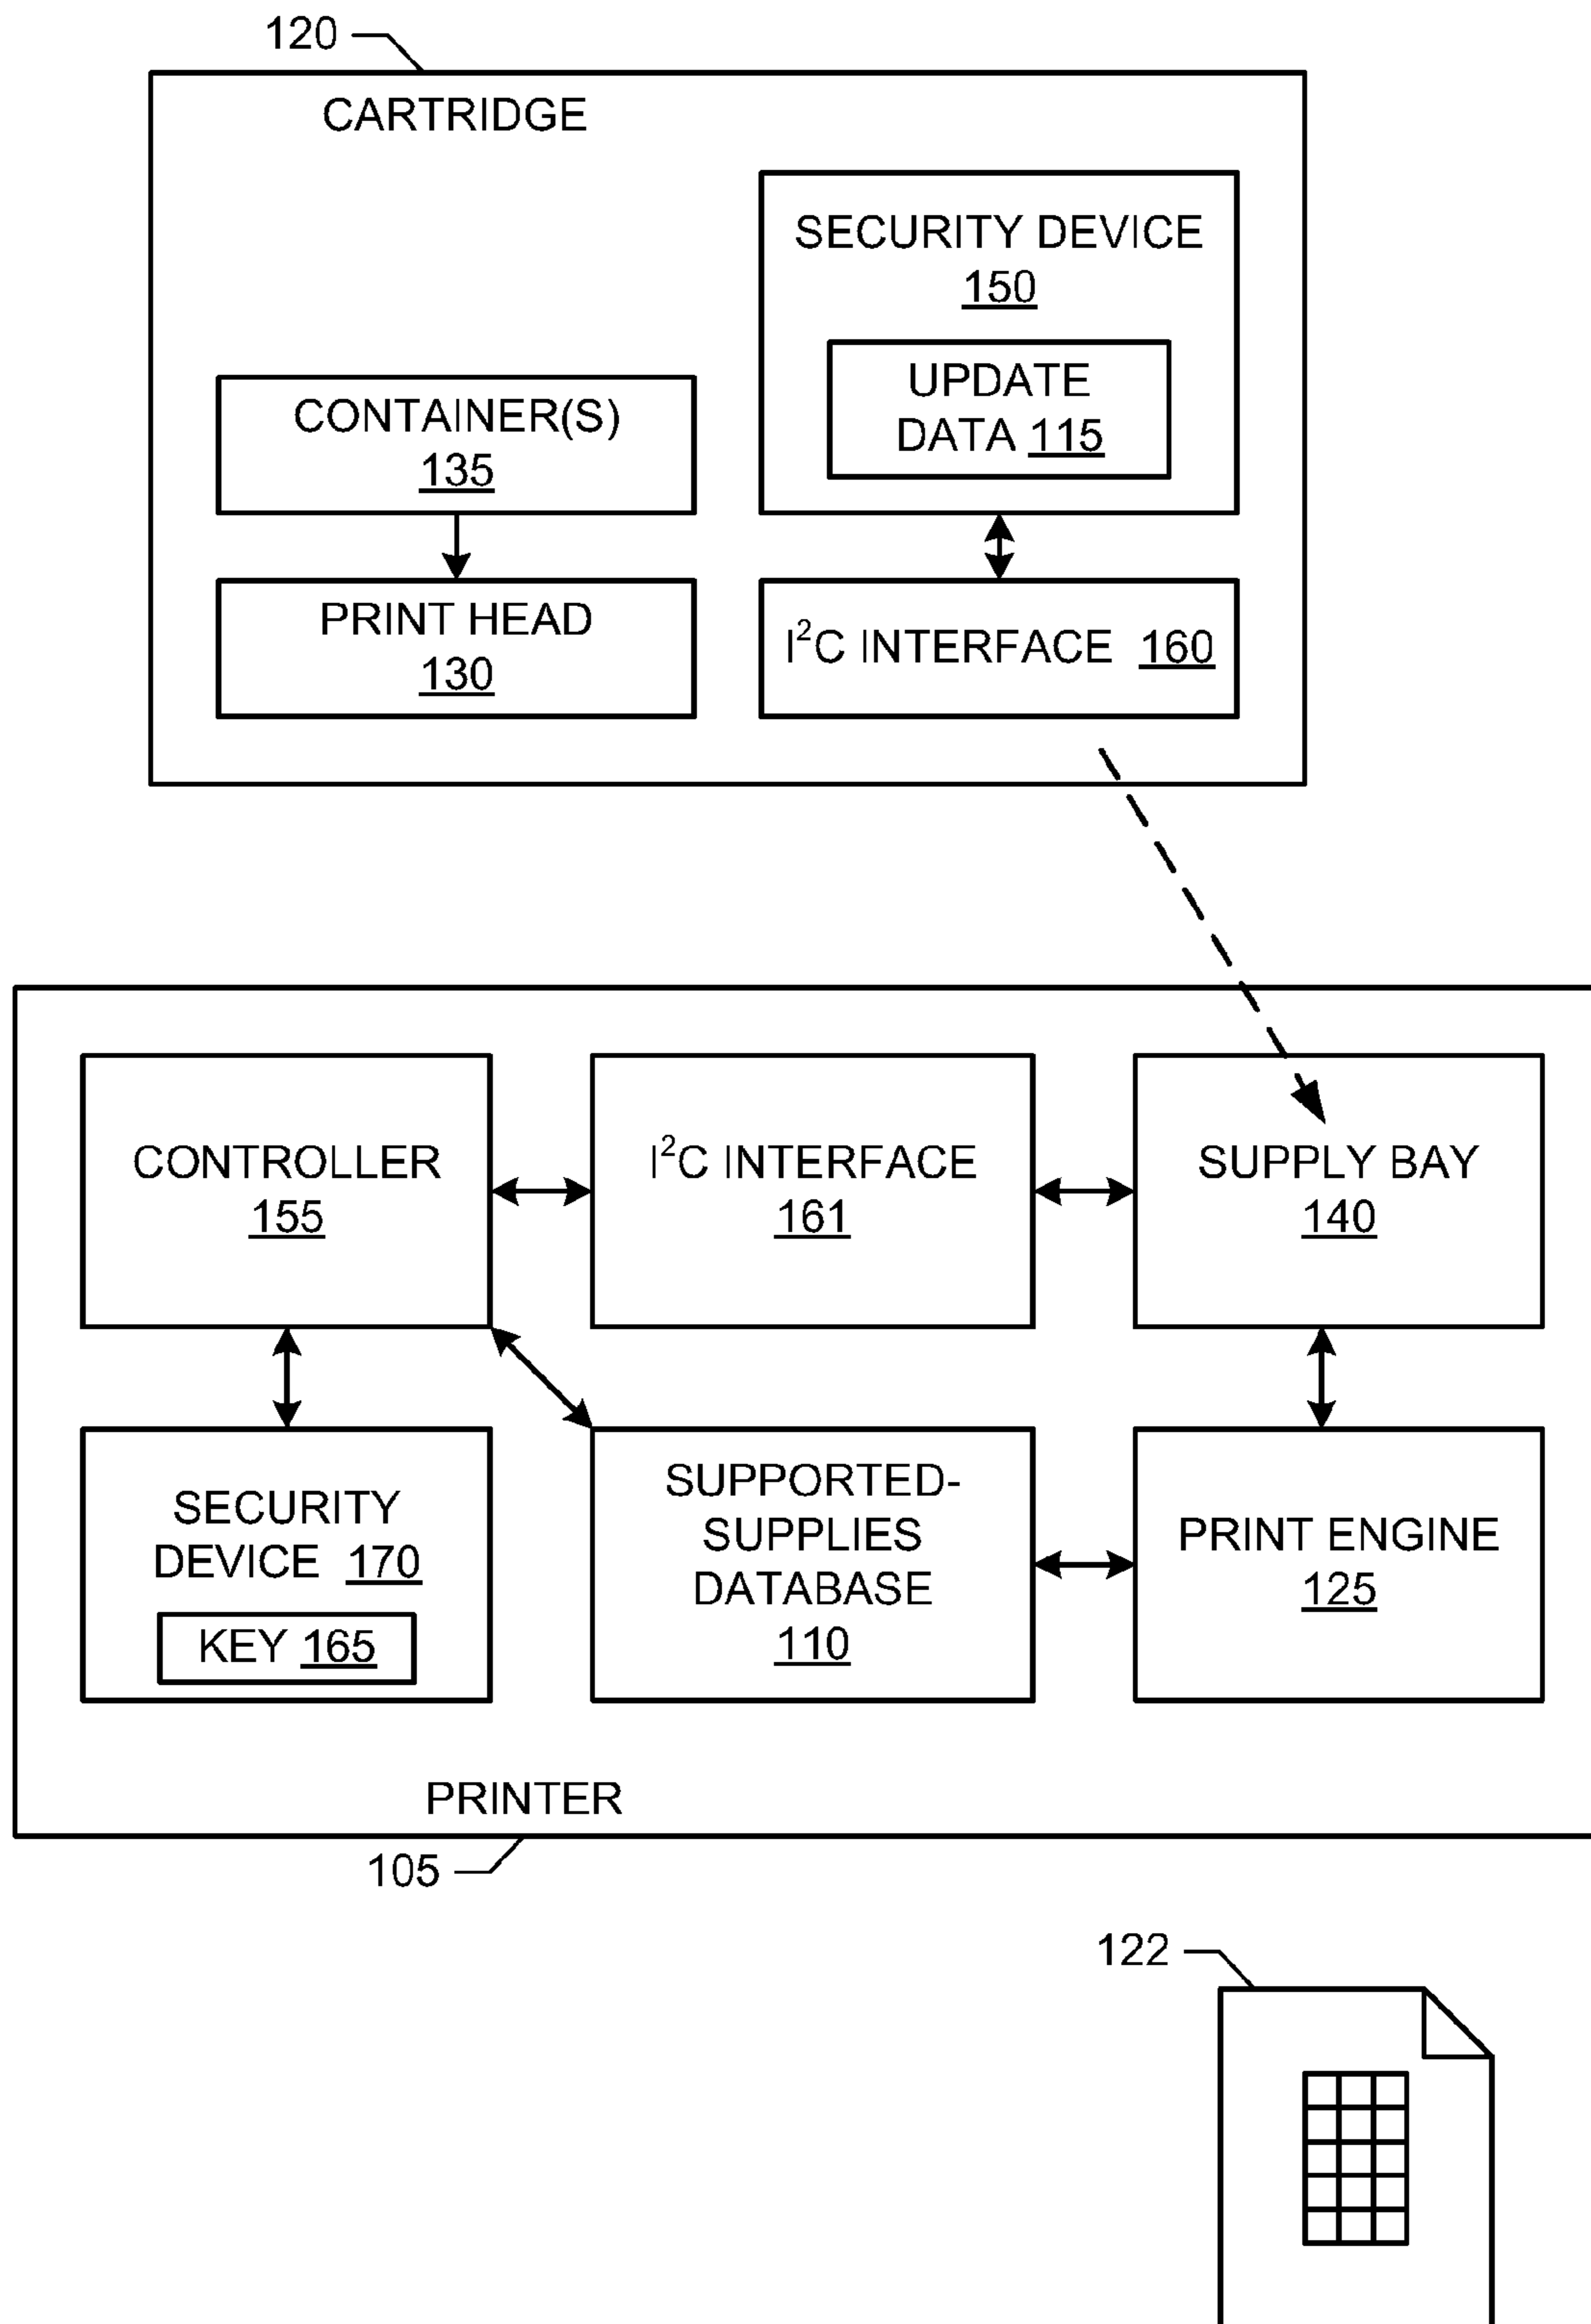 120
CARTRIDGE
SECURITY DEVICE
150
UPDATE
DATA 115
CONTAINER(S)
135
PRINT HEAD
130
I²C INTERFACE 160
CONTROLLER
155
I²C INTERFACE
161
SUPPLY BAY
140
SECURITY
DEVICE 170
KEY 165
SUPPORTED-
SUPPLIES
DATABASE
110
PRINT ENGINE
125
PRINTER
105
122